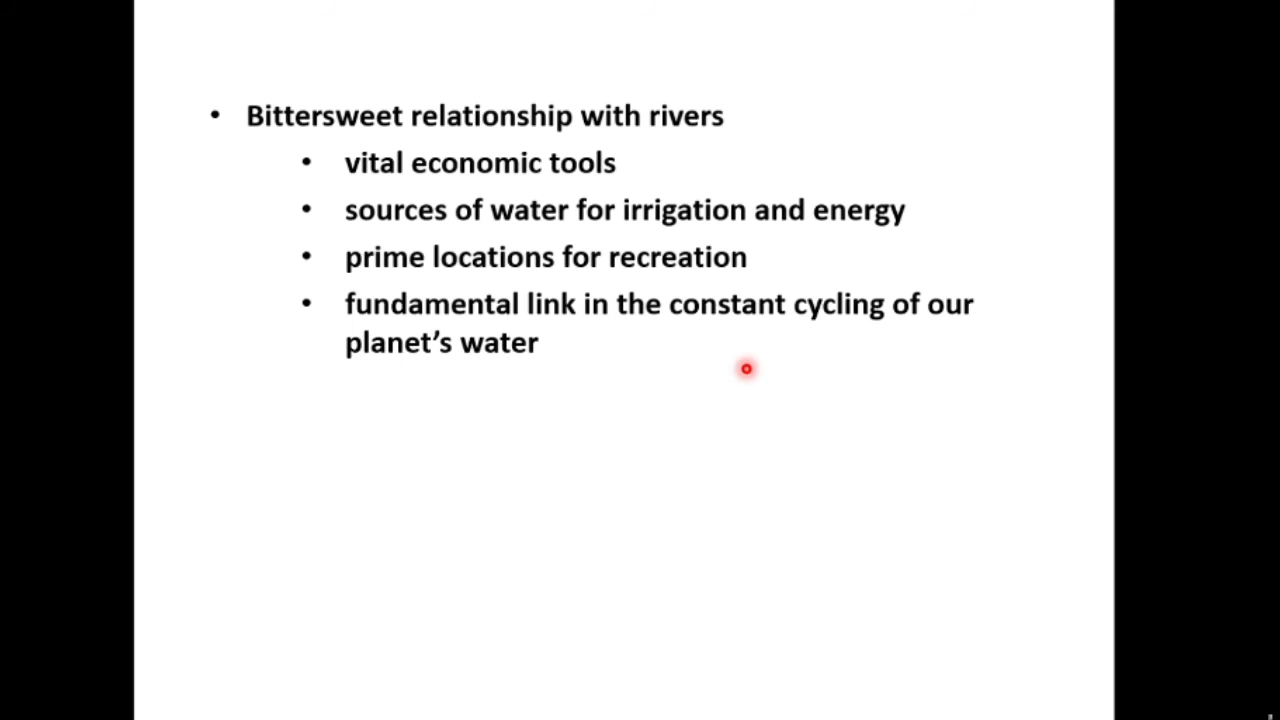 • Bittersweet relationship with rivers
• vital economic tools
• sources of water for irrigation and energy
• prime locations for recreation
• fundamental link in the constant cycling of our
planet’s water